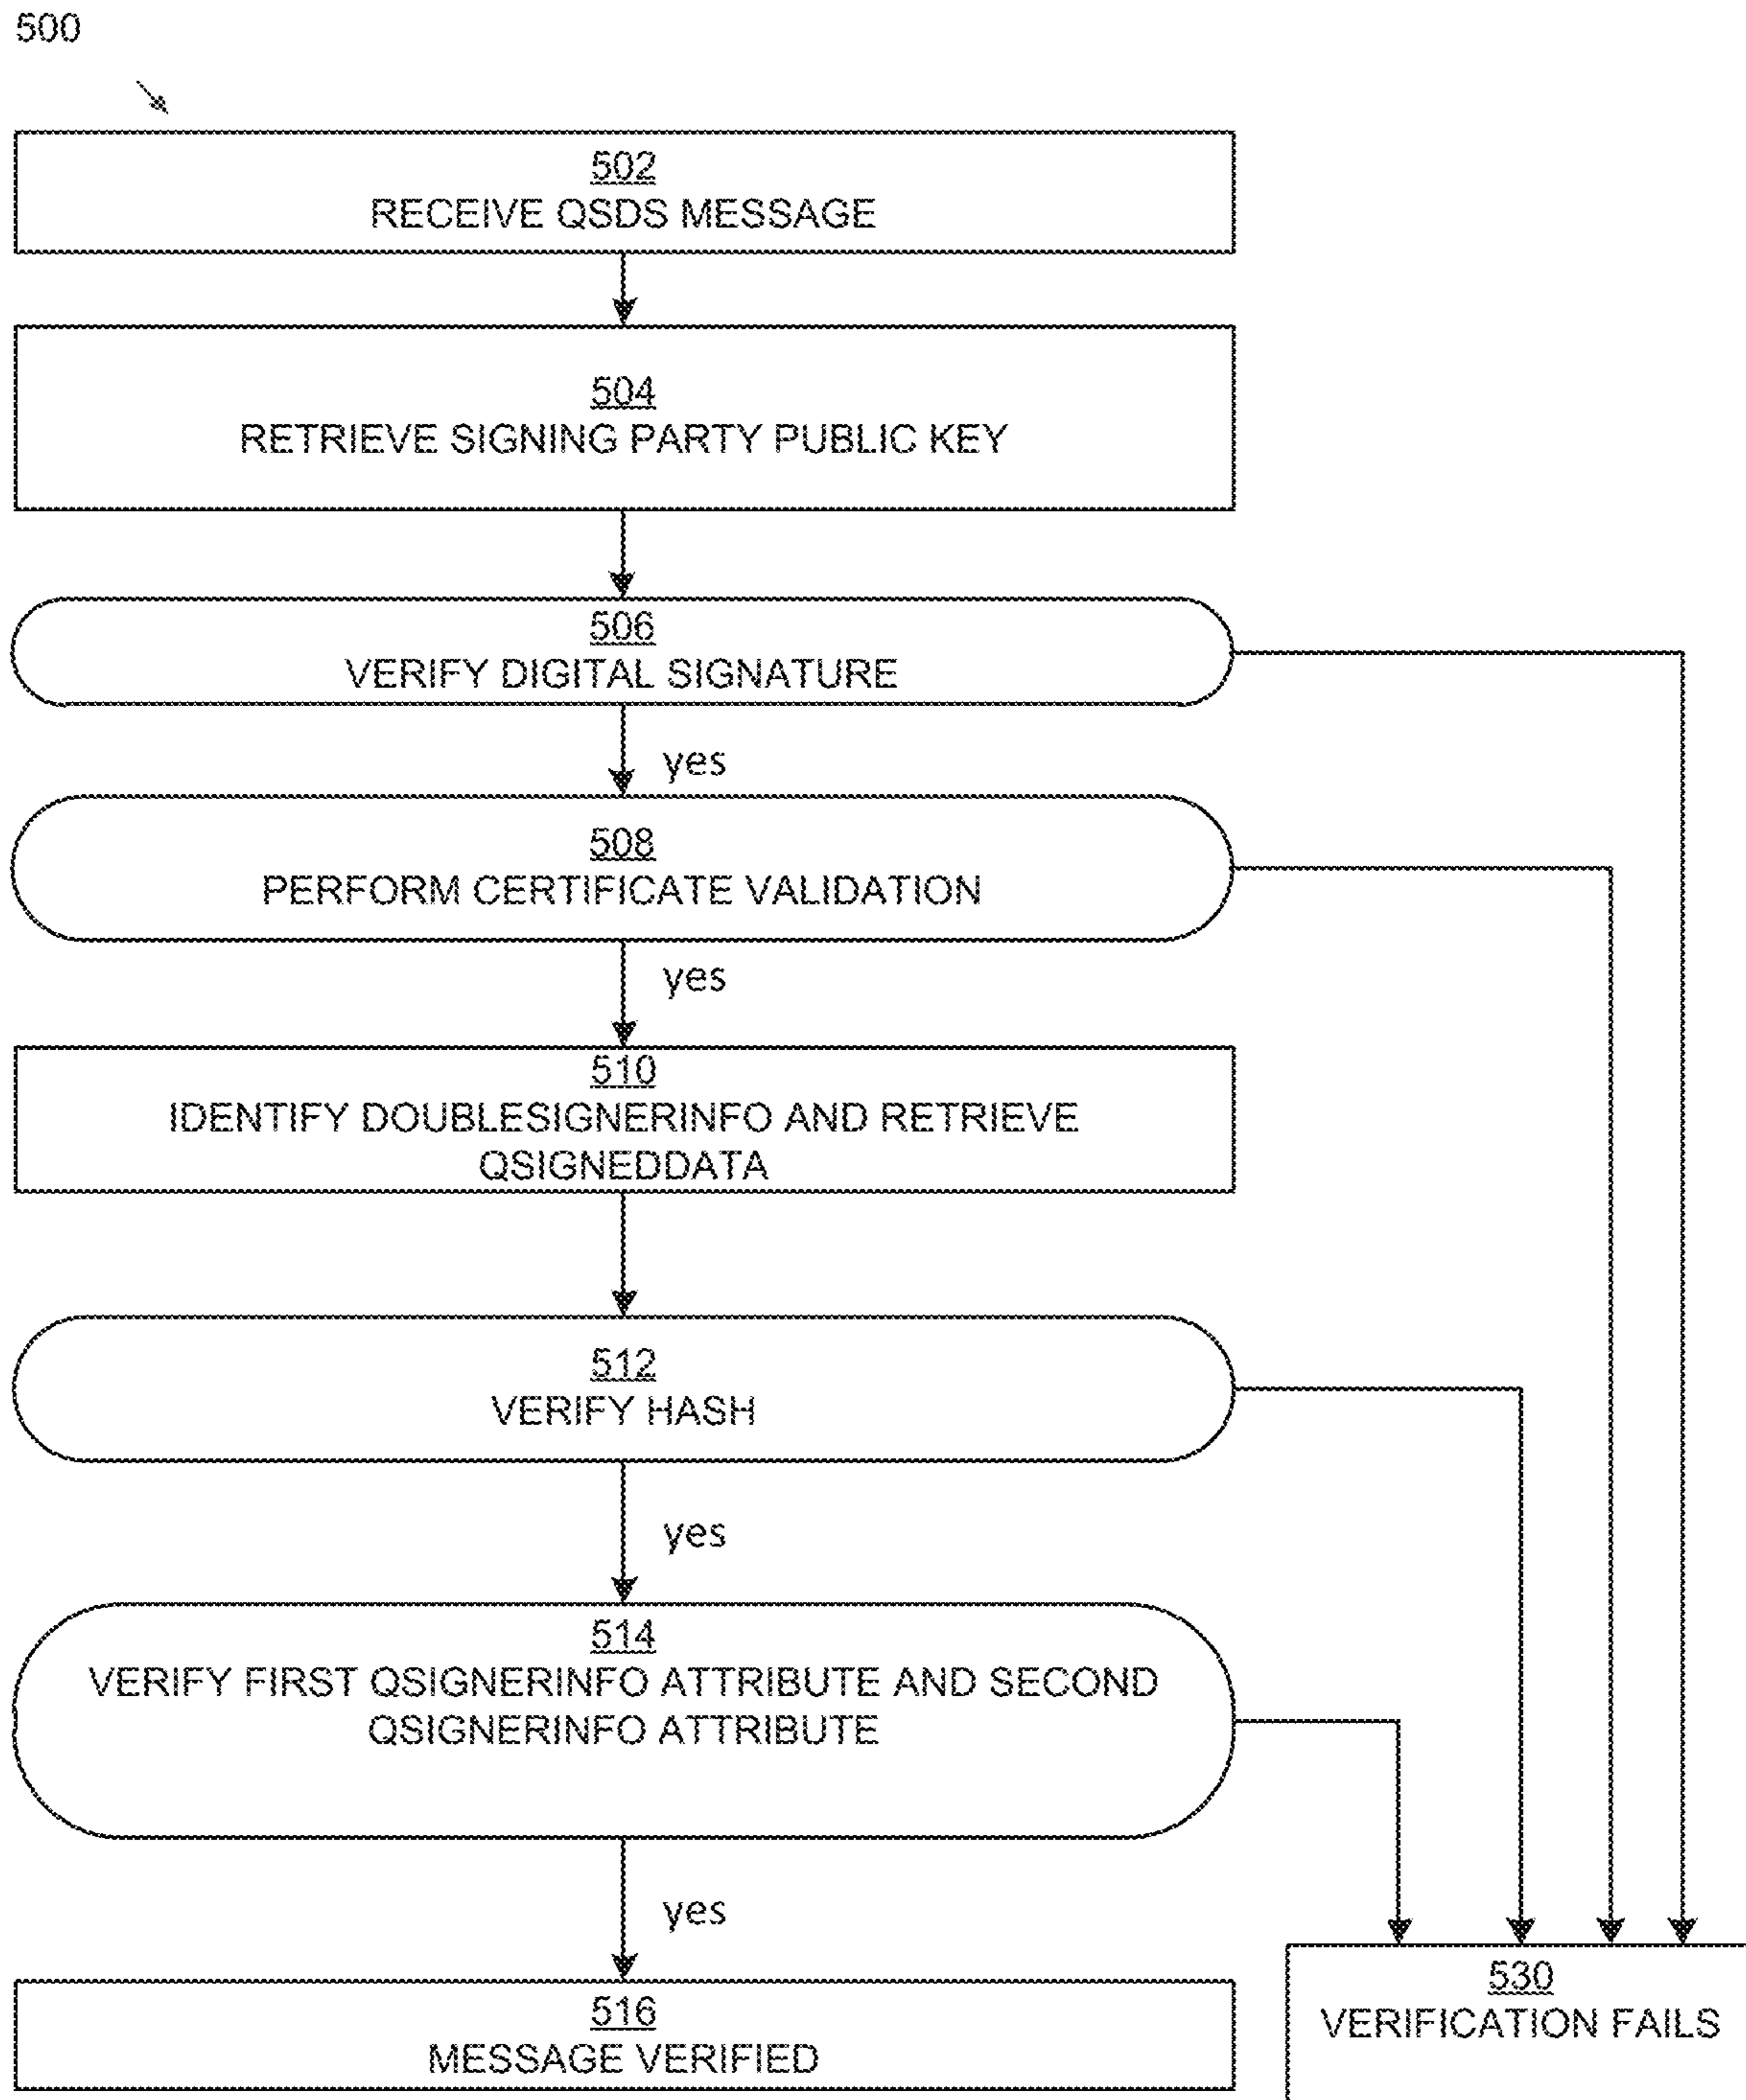 500
502
RECEIVE QSDS MESSAGE
504
RETRIEVE SIGNING PARTY PUBLIC KEY
506
VERIFY DIGITAL SIGNATURE
yes
508
PERFORM CERTIFICATE VALIDATION
yes
510
IDENTIFY DOUBLESIGNERINFO AND RETRIEVE
QSIGNEDDATA
512
VERIFY HASH
yes
514
VERIFY FIRST QSIGNERINFO ATTRIBUTE AND SECOND
QSIGNERINFO ATTRIBUTE
yes
516
MESSAGE VERIFIED
530
VERIFICATION FAILS